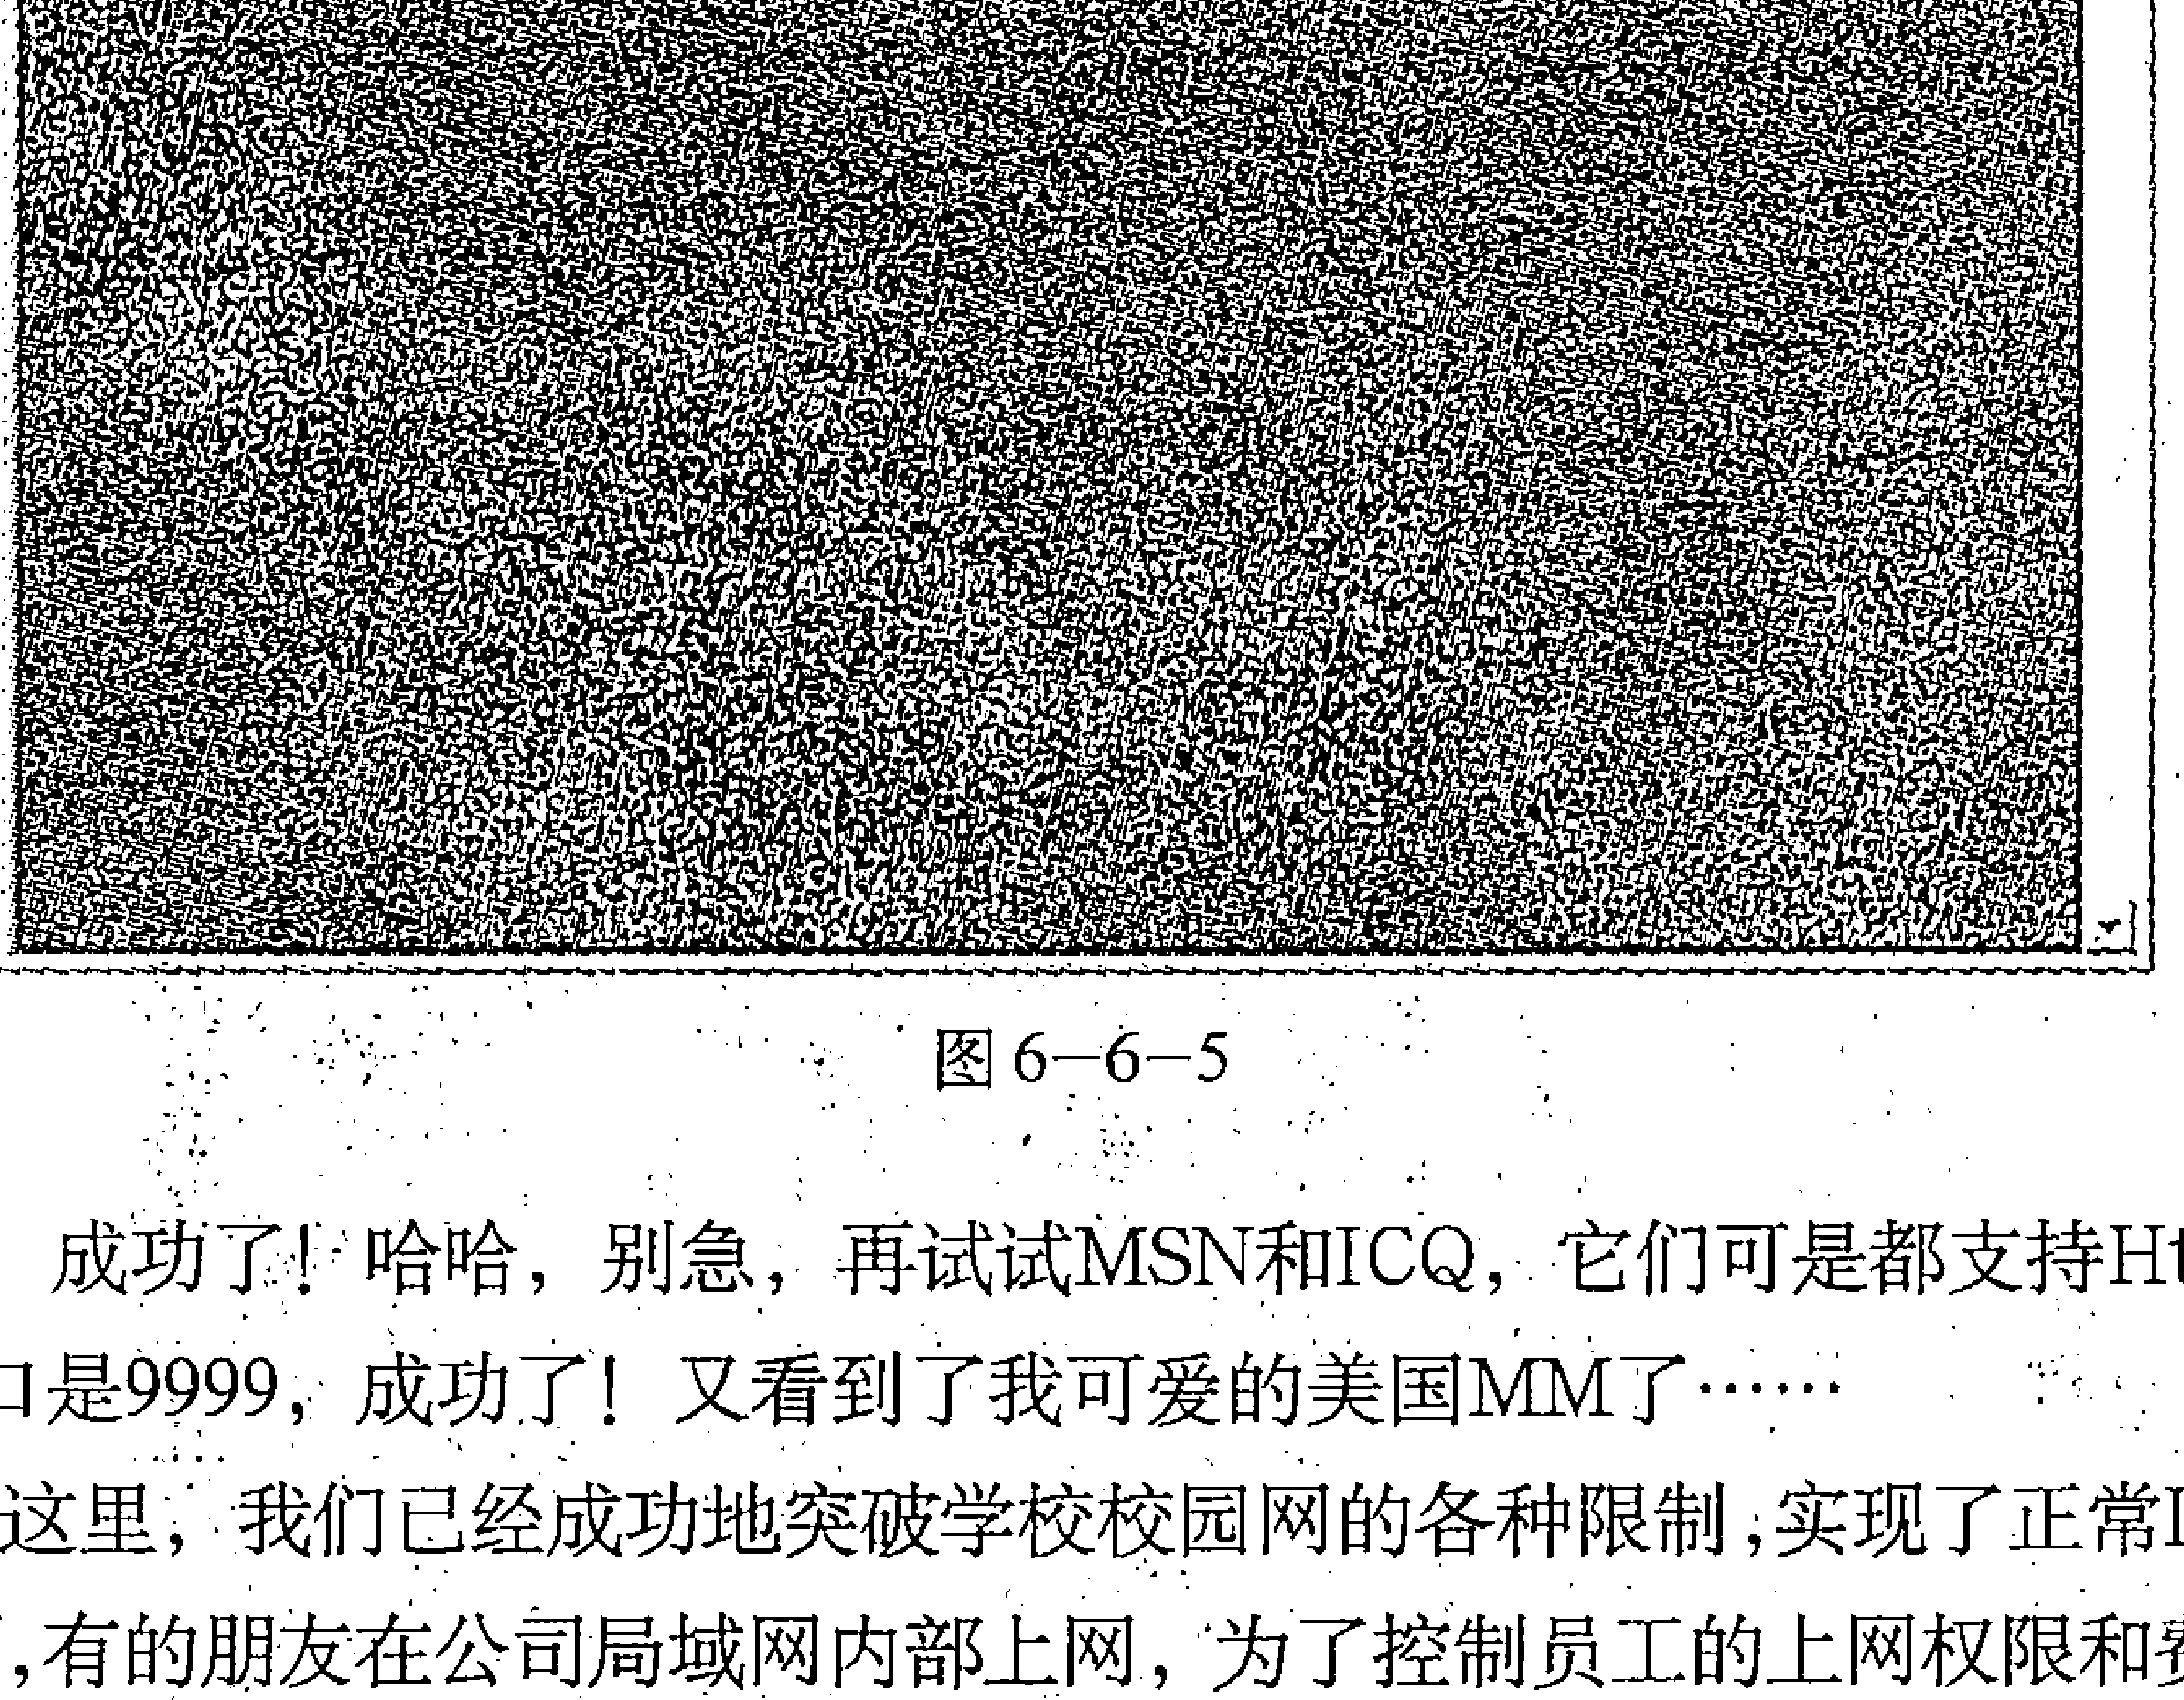 图 6-6-5
成功了！哈哈，别急，再试试MSN和ICQ，它们可是都支持Ht
口是9999，成功了！又看到了我可爱的美国MM了……
这里，我们已经成功地突破学校校园网的各种限制，实现了正常
，有的朋友在公司局域网内部上网，为了控制员工的上网权限和